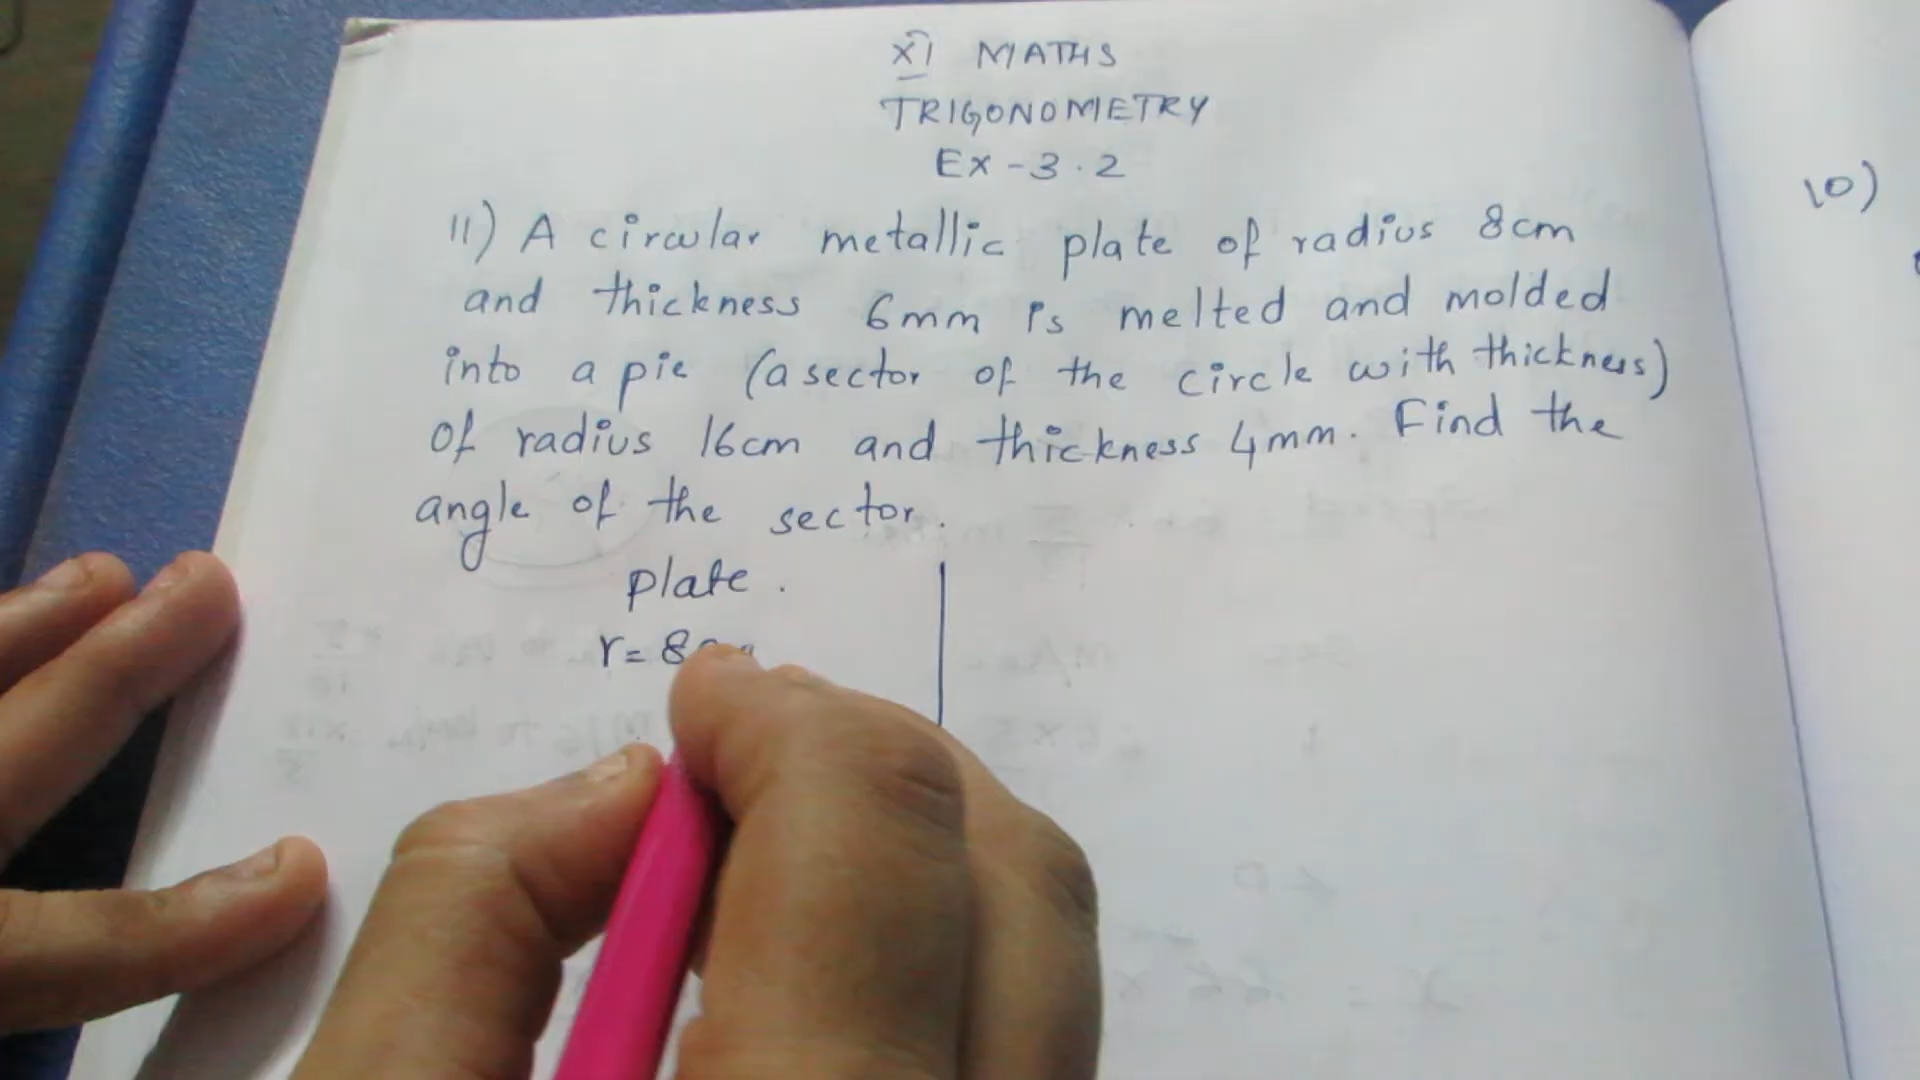 XI MATHS
TRIGONOMETRY
Ex - 3.2
10)
11) A circular metallic plate of radius 8cm
and thickness 6mm is melted and molded
into a pie (a sector of the circle with thickness)
of radius 16cm and thickness 4mm. Find the
angle of the sector.
plate.
r = 8